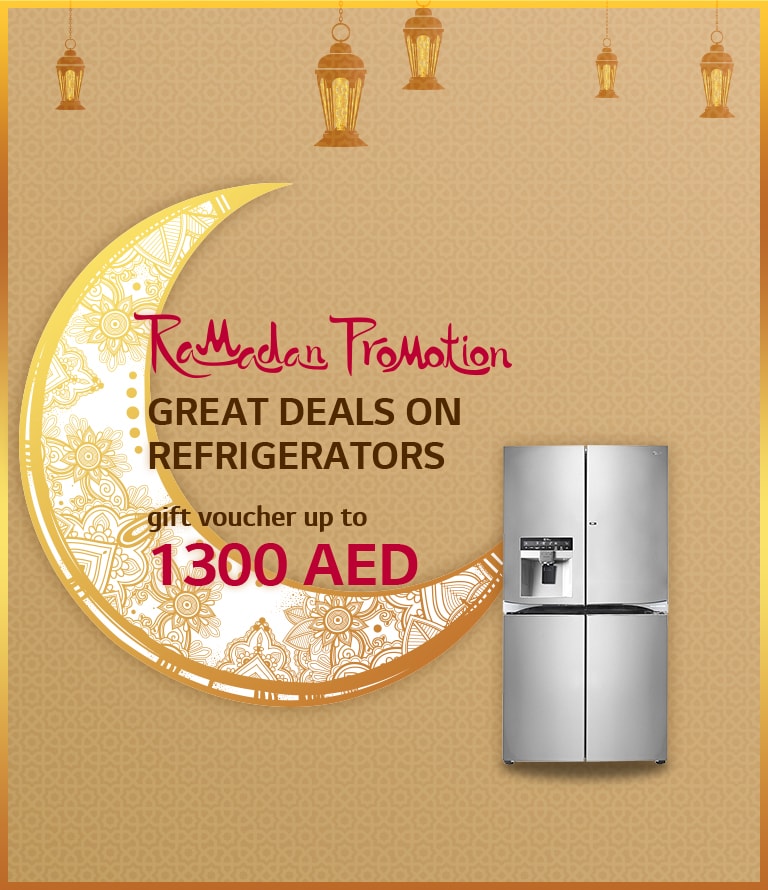 Ramadan Promotion
GREAT DEALS ON
REFRIGERATORS
gift voucher up to
1300 AED